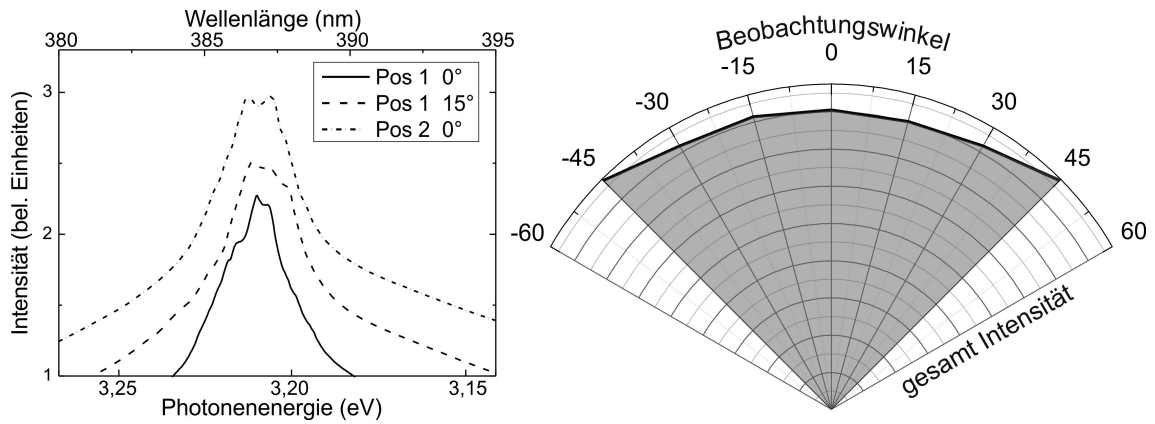 Wellenlänge (nm)
380 385 390 395
3
2
1
Intensität (bel. Einheiten)
Pos 1 0°
Pos 1 15°
Pos 2 0°
3,25 3,20 3,15
Photonenenergie (eV)
Beobachtungswinkel
0
-15 15
-30 30
-45 45
-60 60
gesamt Intensität